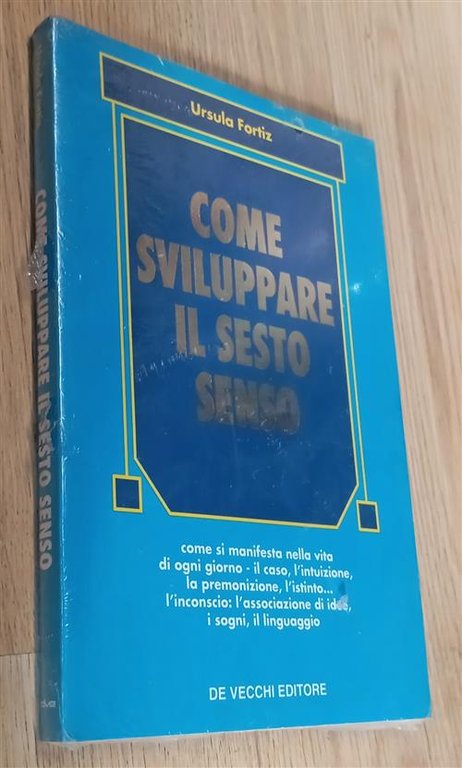 Ursula Fortiz
COME
SVILUPPARE
IL SESTO
SENSO
come si manifesta nella vita
di ogni giorno - il caso, l'intuizione,
la premonizione, l'istinto...
l'inconscio: l'associazione di idee,
i sogni, il linguaggio
DE VECCHI EDITORE
COME SVILUPPARE IL SESTO SENSO